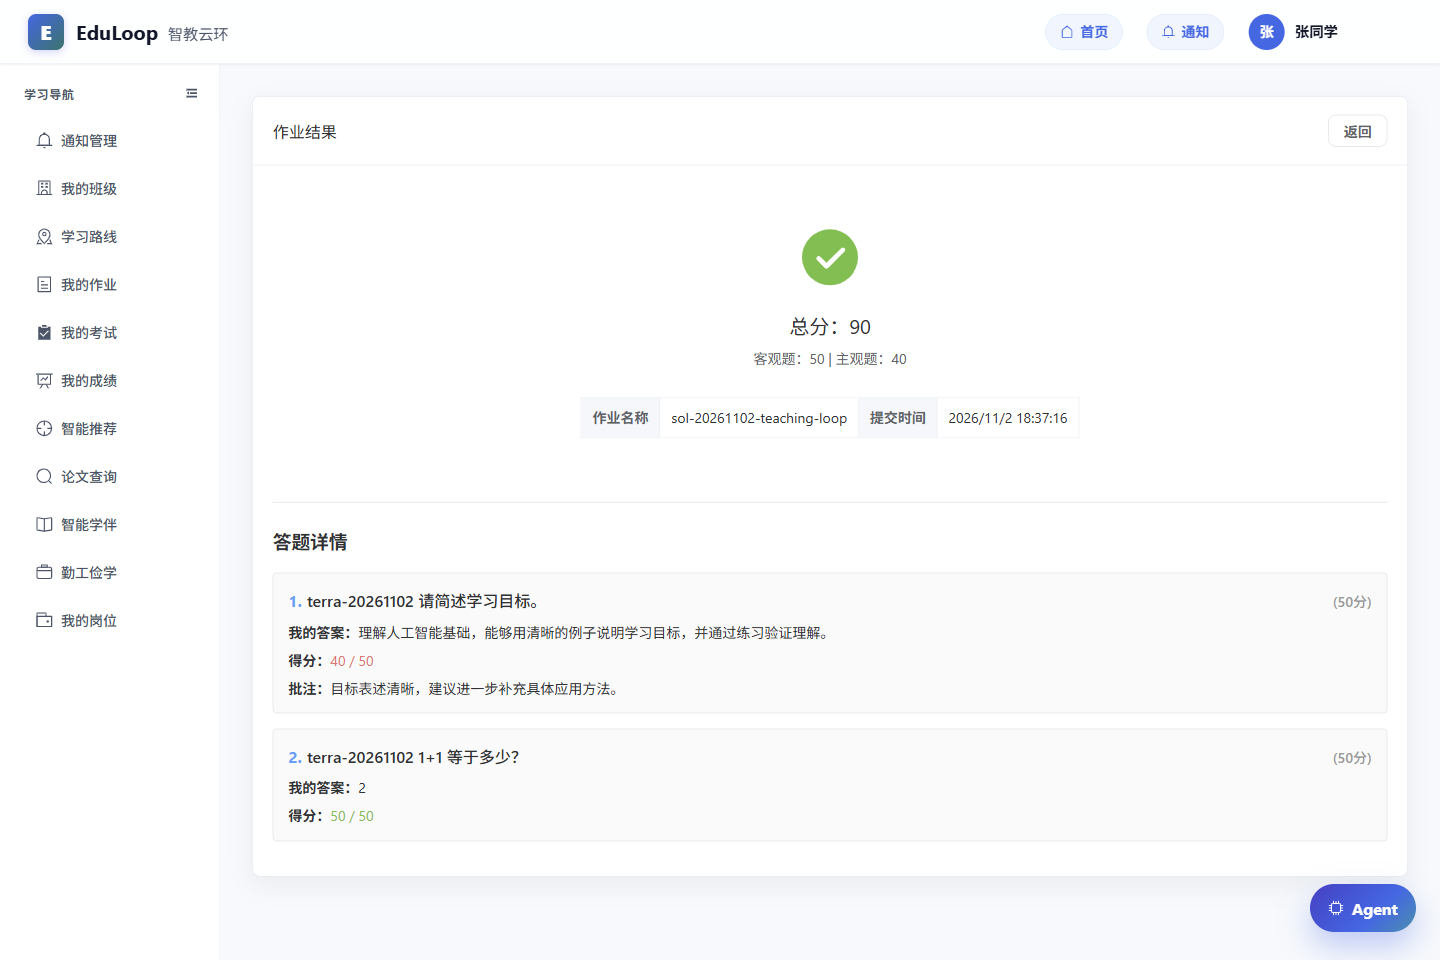 E EduLoop 智教云环
首页
通知
张 张同学
学习导航
通知管理
我的班级
学习路线
我的作业
我的考试
我的成绩
智能推荐
论文查询
智能学伴
勤工俭学
我的岗位
作业结果
返回
总分：90
客观题：50 | 主观题：40
作业名称 sol-20261102-teaching-loop 提交时间 2026/11/2 18:37:16
答题详情
1. terra-20261102 请简述学习目标。 (50分)
我的答案：理解人工智能基础，能够用清晰的例子说明学习目标，并通过练习验证理解。
得分：40 / 50
批注：目标表述清晰，建议进一步补充具体应用方法。
2. terra-20261102 1+1 等于多少？ (50分)
我的答案：2
得分：50 / 50
Agent